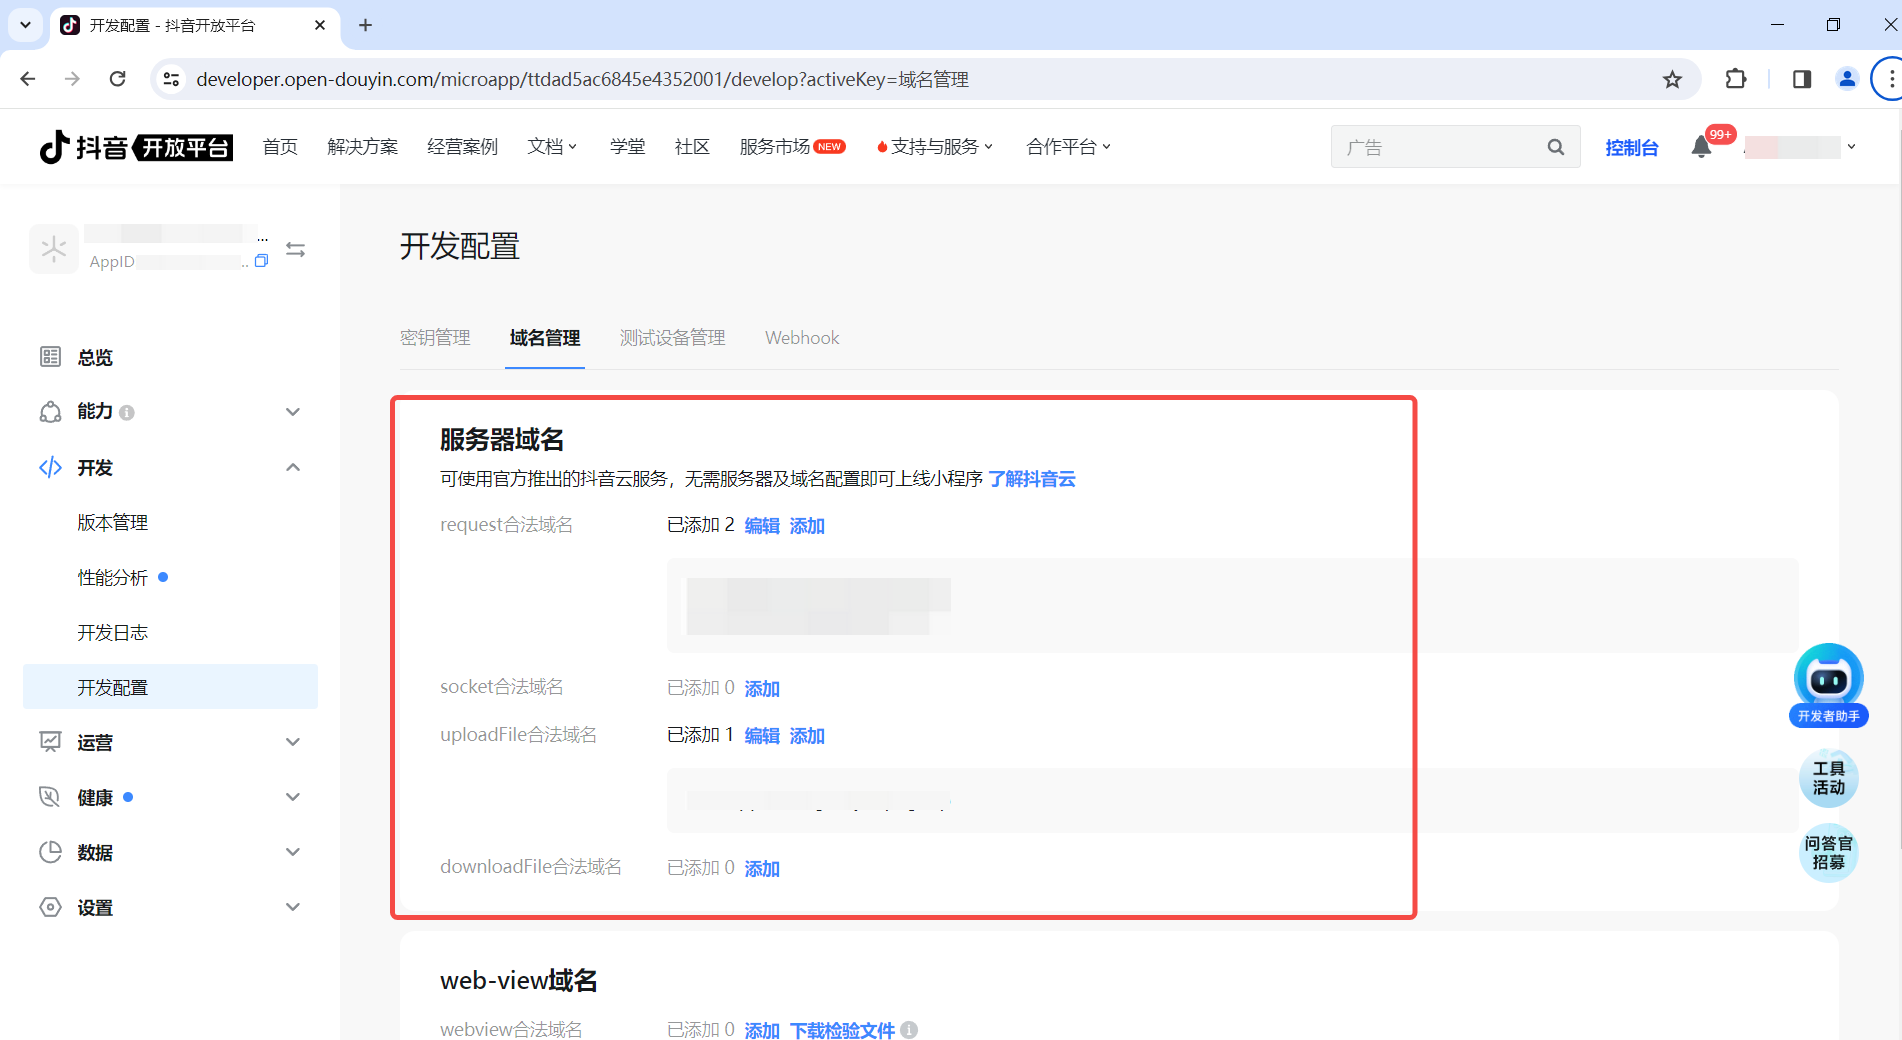 开发配置 - 抖音开放平台
developer.open-douyin.com/microapp/ttdad5ac6845e4352001/develop?activeKey=域名管理
抖音 开放平台 首页 解决方案 经营案例 文档 学堂 社区 服务市场 NEW 支持与服务 合作平台 广告 控制台 99+
...
AppID ..
总览
能力
开发
版本管理
性能分析
开发日志
开发配置
运营
健康
数据
设置
开发配置
密钥管理 域名管理 测试设备管理 Webhook
服务器域名
可使用官方推出的抖音云服务，无需服务器及域名配置即可上线小程序 了解抖音云
request合法域名 已添加 2 编辑 添加
socket合法域名 已添加 0 添加
uploadFile合法域名 已添加 1 编辑 添加
downloadFile合法域名 已添加 0 添加
web-view域名
webview合法域名 已添加 0 添加 下载检验文件
开发者助手
工具
活动
问答官
招募